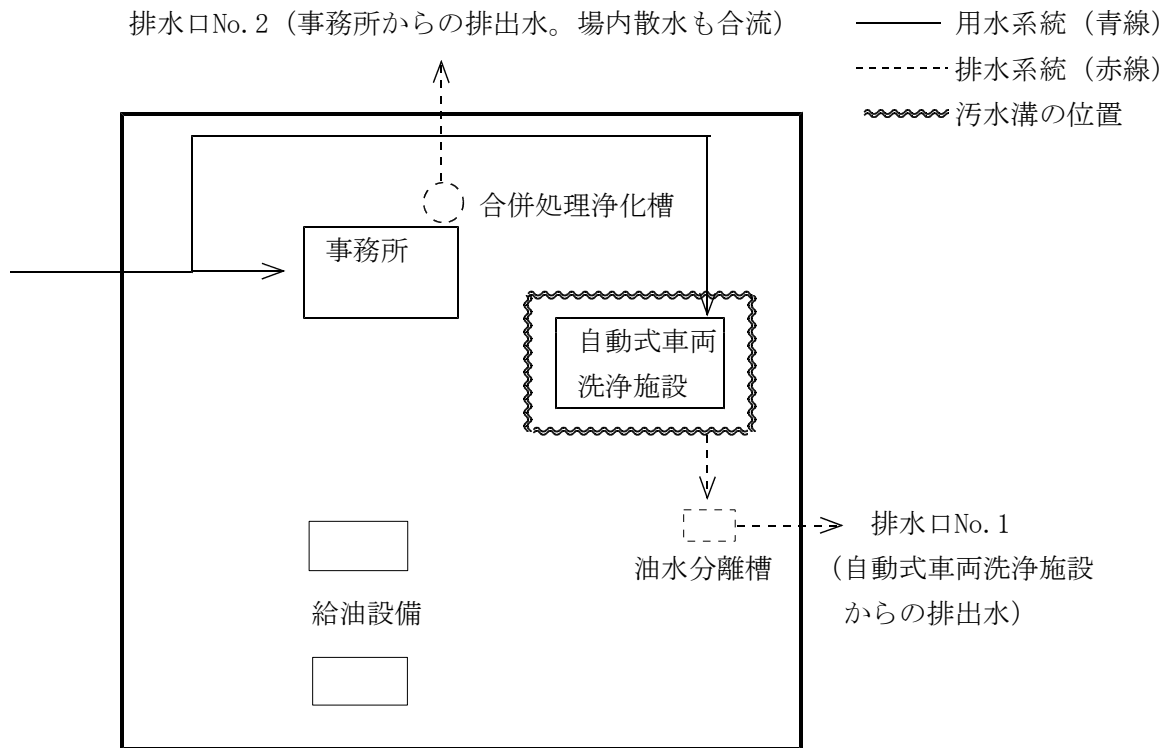 排水口No.2（事務所からの排出水。場内散水も合流）
用水系統（青線）
排水系統（赤線）
汚水溝の位置
合併処理浄化槽
事務所
自動式車両
洗浄施設
排水口No.1
油水分離槽
（自動式車両洗浄施設
からの排出水）
給油設備